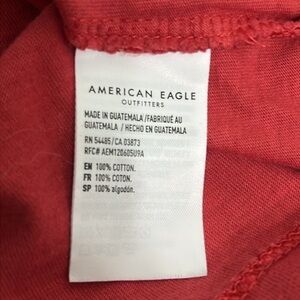 AMERICAN EAGLE
OUTFITTERS
MADE IN GUATEMALA /FABRIQUÉ AU
GUATEMALA / HECHO EN GUATEMALA
RN 54485/CA 03873
RFC# AEM120605U9A
EN 100% COTTON.
FR 100% COTON.
SP 100% algodón.